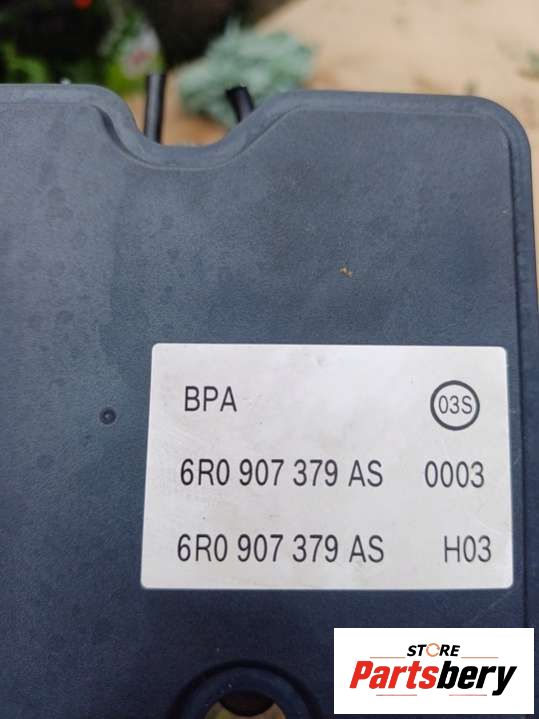 BPA 03S
6R0 907 379 AS 0003
6R0 907 379 AS H03
STORE
Partsbery